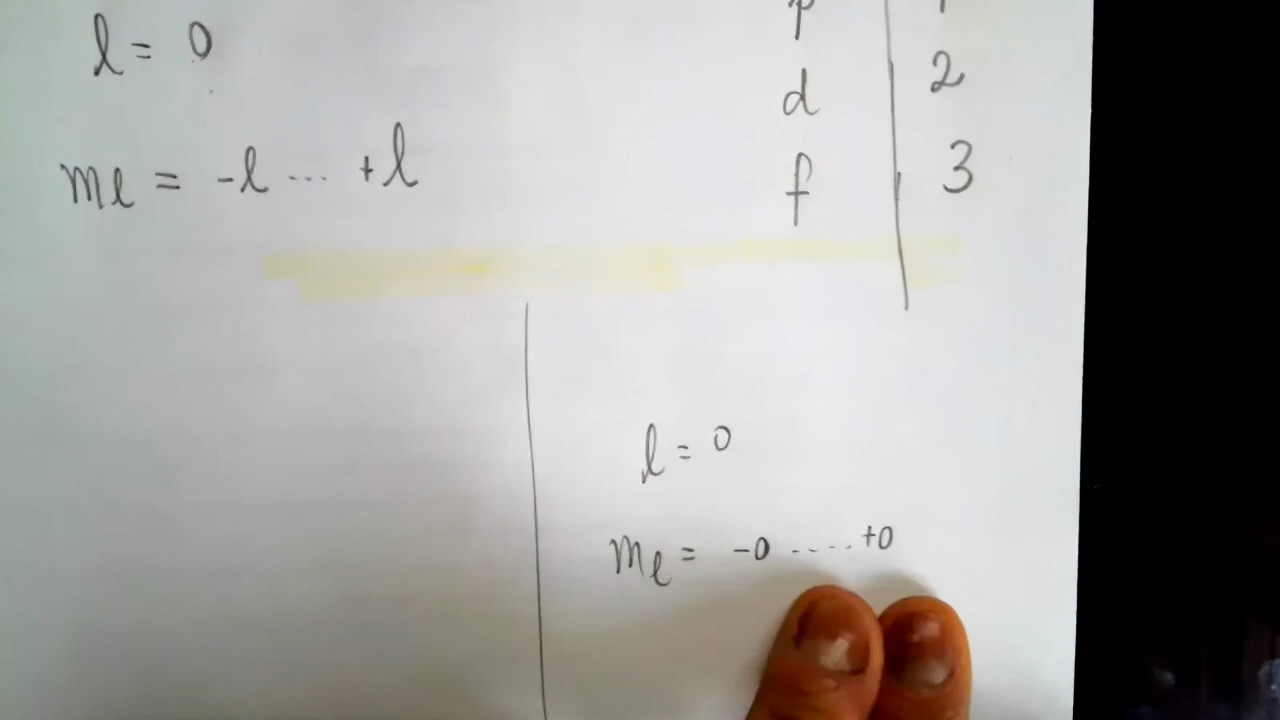 l = 0
ml = -l ... +l
p
d 2
f 3
l = 0
ml = -0 ..... +0